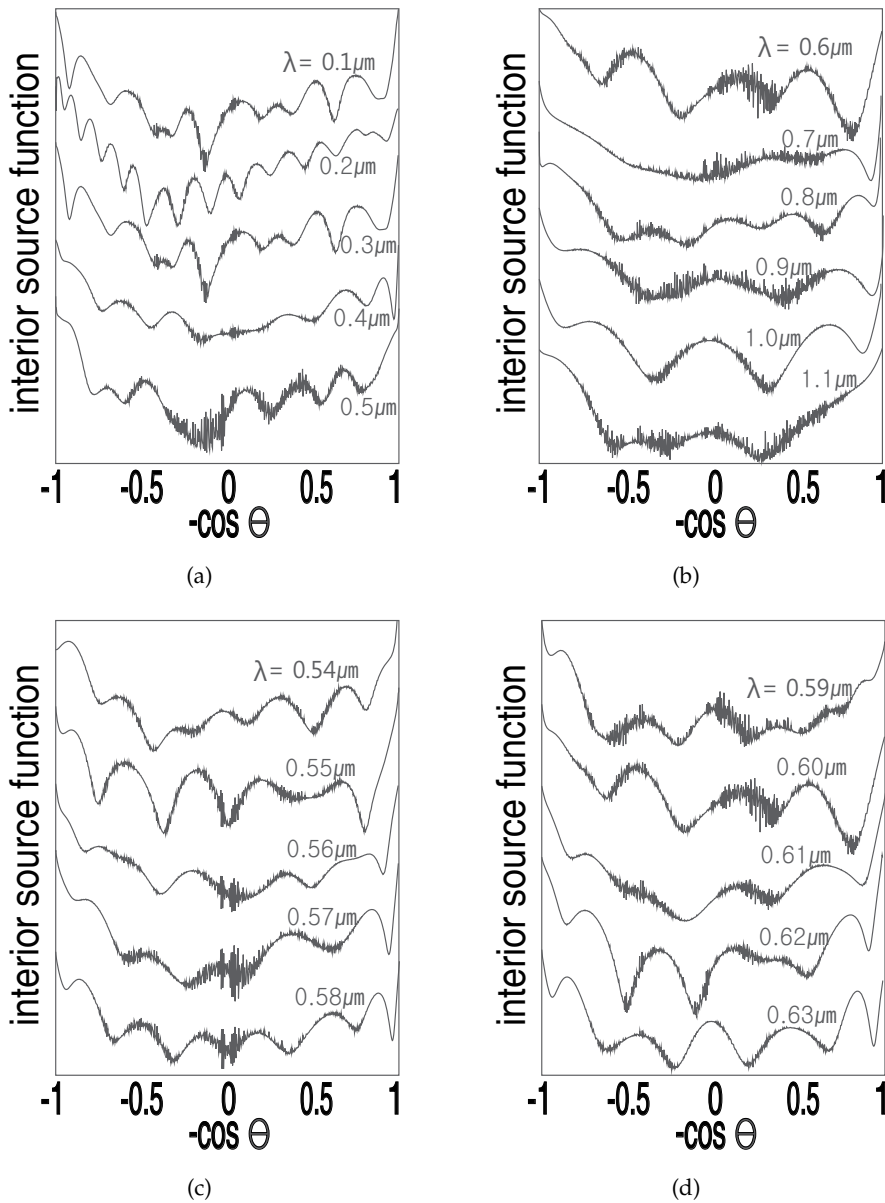 interior source function
λ= 0.1μm
0.2μm
0.3μm
0.4μm
0.5μm
-1 -0.5 0 0.5 1
-cos Θ
(a)
interior source function
λ= 0.6μm
0.7μm
0.8μm
0.9μm
1.0μm
1.1μm
-1 -0.5 0 0.5 1
-cos Θ
(b)
interior source function
λ= 0.54μm
0.55μm
0.56μm
0.57μm
0.58μm
-1 -0.5 0 0.5 1
-cos Θ
(c)
interior source function
λ= 0.59μm
0.60μm
0.61μm
0.62μm
0.63μm
-1 -0.5 0 0.5 1
-cos Θ
(d)